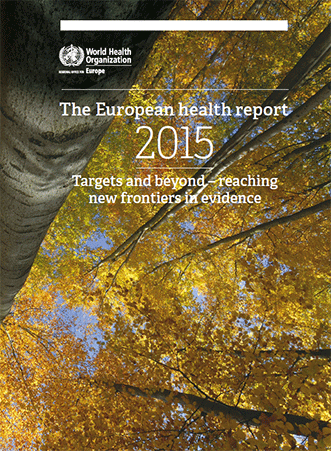 World Health
Organization
REGIONAL OFFICE FOR Europe
The European health report
2015
Targets and beyond – reaching
new frontiers in evidence